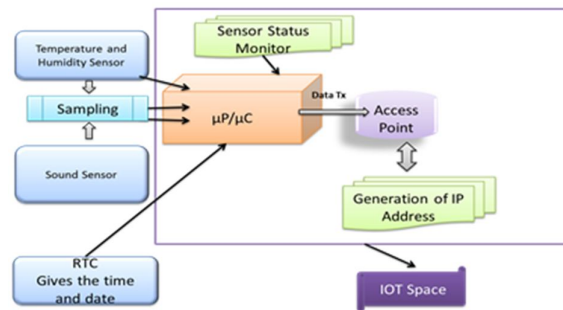 Temperature and
Humidity Sensor
Sampling
Sound Sensor
RTC
Gives the time
and date
Sensor Status
Monitor
µP/µC
Data Tx
Access
Point
Generation of IP
Address
IOT Space